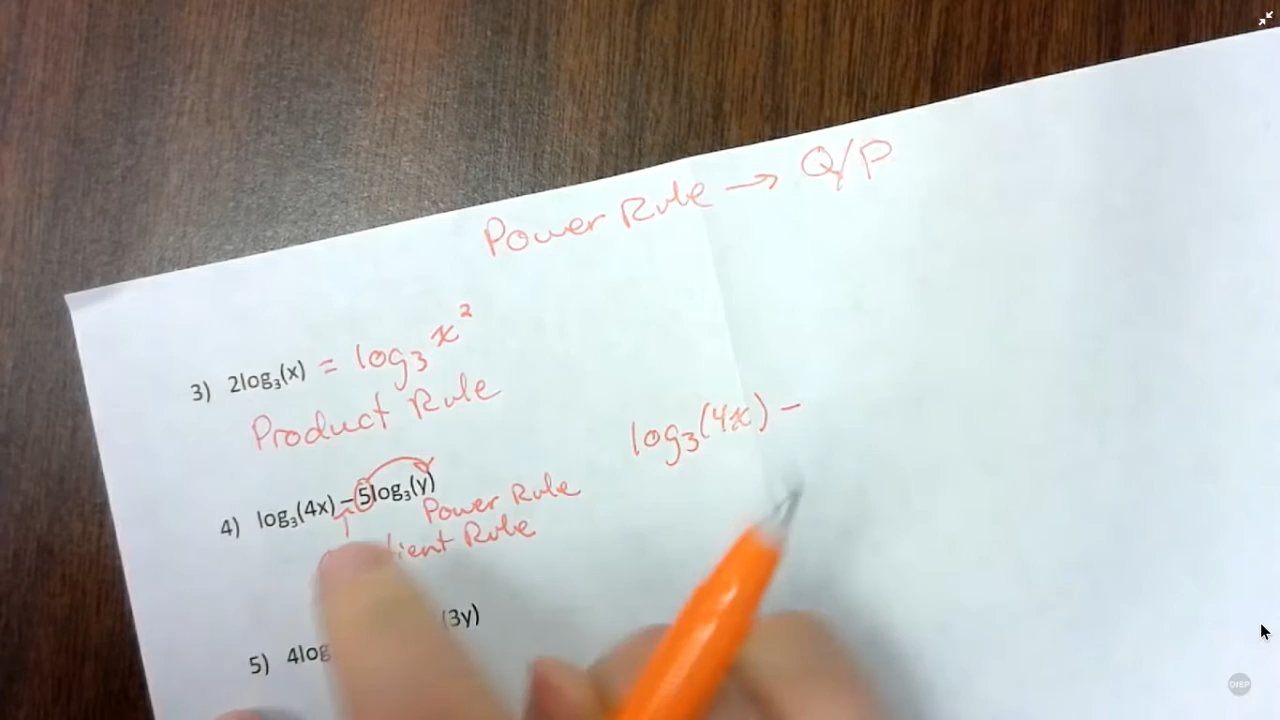 Power Rule → Q/P
3) 2log₃(x) = log₃ x²
Product Rule
log₃(4x) –
4) log₃(4x) – 5log₃(y)
Power Rule
Rule
5) 4log
(3y)